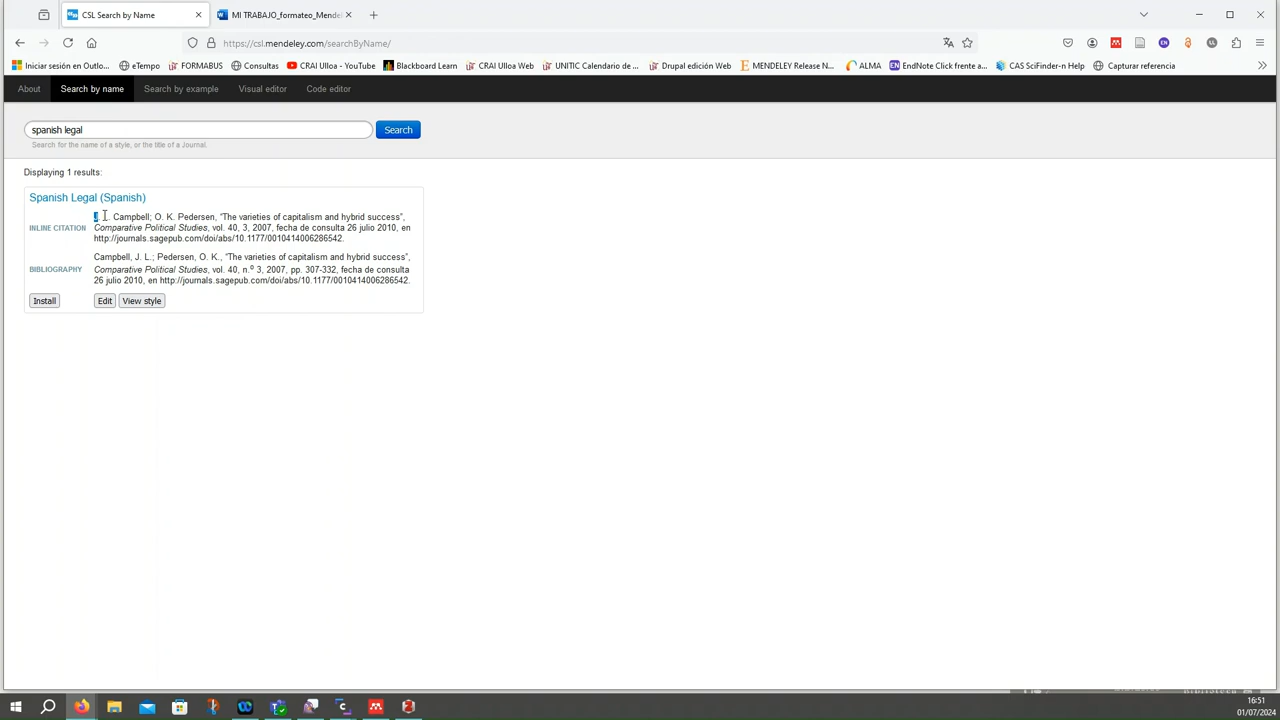 CSL Search by Name
MI TRABAJO_formateo_Mendel
https://csl.mendeley.com/searchByName/
Iniciar sesión en Outlo...
eTempo
FORMABUS
Consultas
CRAI Ulloa - YouTube
Blackboard Learn
CRAI Ulloa Web
UNITIC Calendario de ...
Drupal edición Web
MENDELEY Release N...
ALMA
EndNote Click frente a...
CAS SciFinder-n Help
Capturar referencia
About
Search by name
Search by example
Visual editor
Code editor
spanish legal
Search
Search for the name of a style, or the title of a Journal.
Displaying 1 results:
Spanish Legal (Spanish)
INLINE CITATION
J. Campbell; O. K. Pedersen, “The varieties of capitalism and hybrid success”,
Comparative Political Studies, vol. 40, 3, 2007, fecha de consulta 26 julio 2010, en
http://journals.sagepub.com/doi/abs/10.1177/0010414006286542.
BIBLIOGRAPHY
Campbell, J. L.; Pedersen, O. K., “The varieties of capitalism and hybrid success”,
Comparative Political Studies, vol. 40, n.º 3, 2007, pp. 307-332, fecha de consulta
26 julio 2010, en http://journals.sagepub.com/doi/abs/10.1177/0010414006286542.
Install
Edit
View style
16:51
01/07/2024